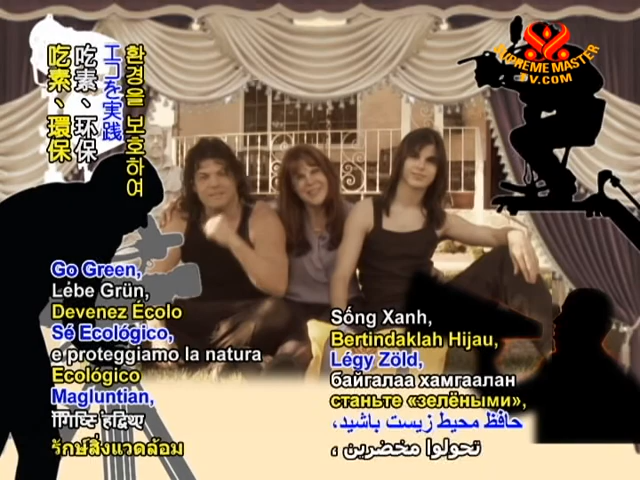 SUPREME MASTER
TV.COM
吃素、環保
吃素、环保
エコを実践
환경을 보호하여
Go Green,
Lebe Grün,
Devenez Écolo
Sé Ecológico,
e proteggiamo la natura
Ecológico
Magluntian,
รักษ์สิ่งแวดล้อม
Sống Xanh,
Bertindaklah Hijau,
Légy Zöld,
байгалаа хамгаалан
станьте «зелёными»,
حافظ محیط زیست باشید،
تحولوا مخضرين ،